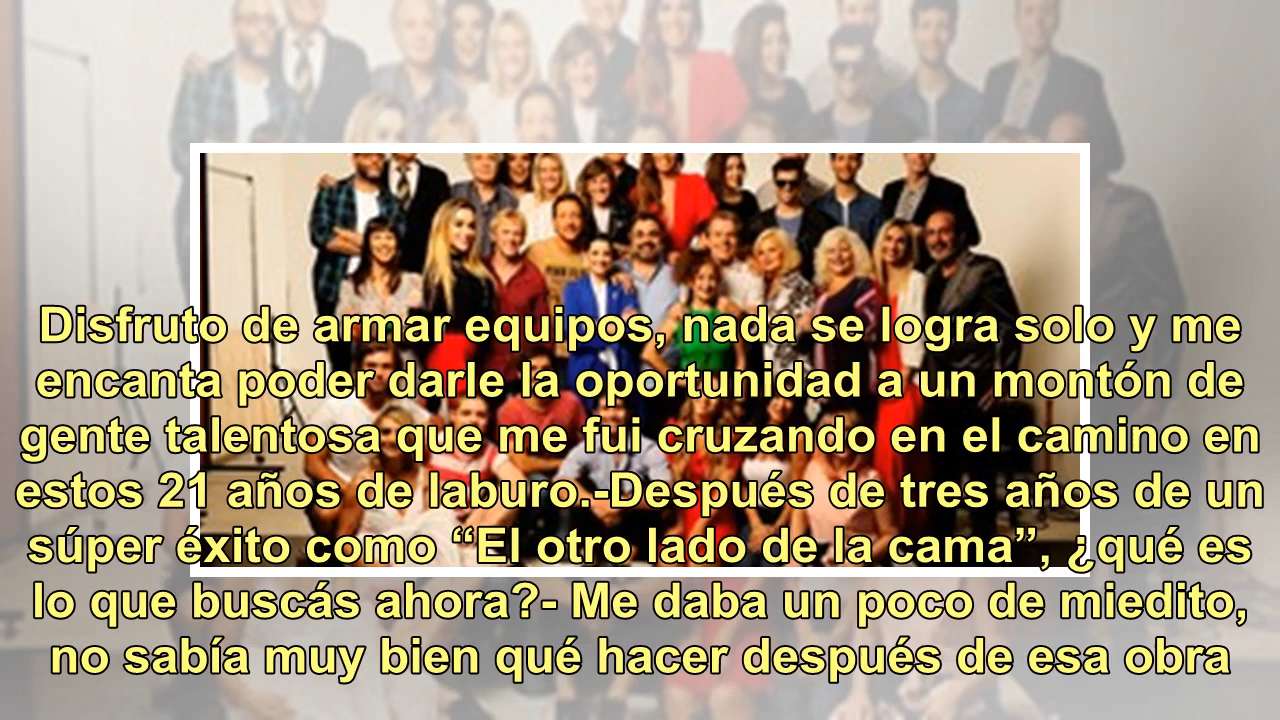 Disfruto de armar equipos, nada se logra solo y me
encanta poder darle la oportunidad a un montón de
gente talentosa que me fui cruzando en el camino en
estos 21 años de laburo.-Después de tres años de un
súper éxito como “El otro lado de la cama”, ¿qué es
lo que buscás ahora?- Me daba un poco de miedito,
no sabía muy bien qué hacer después de esa obra